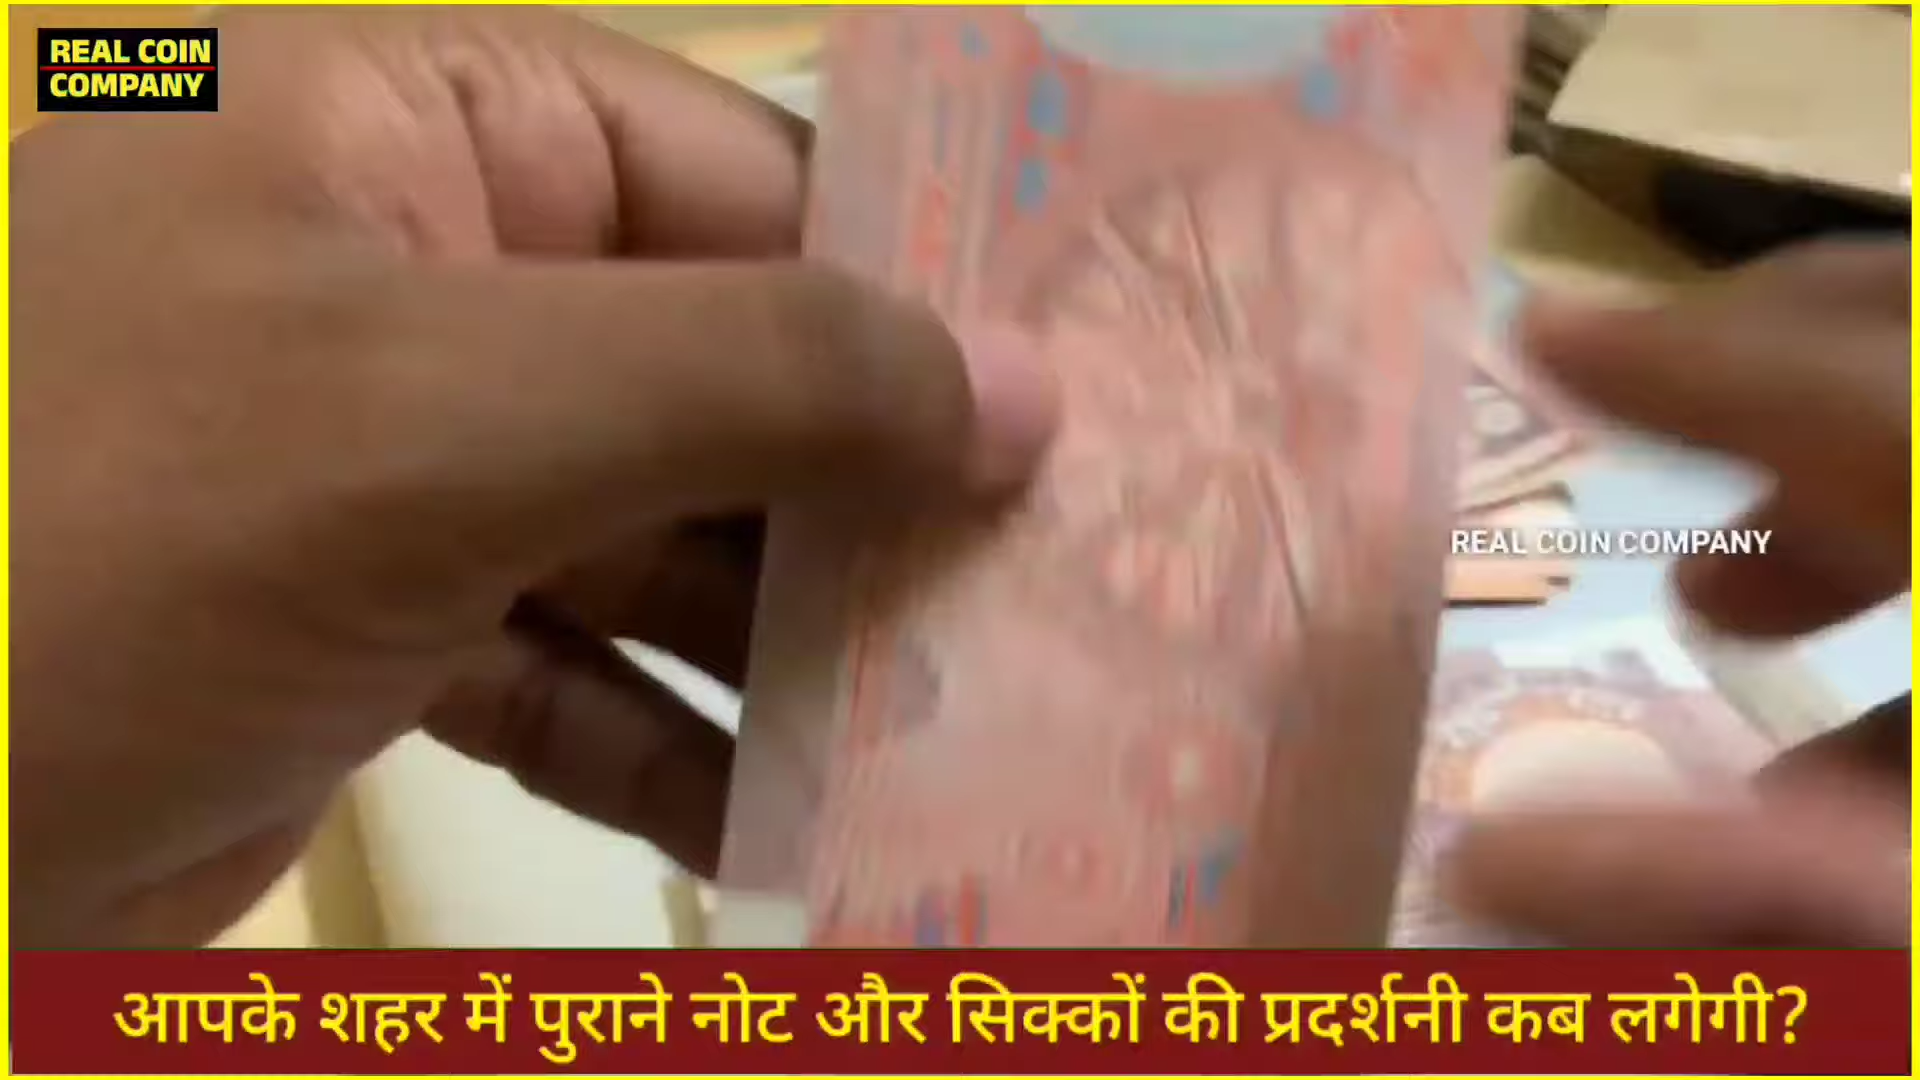 REAL COIN
COMPANY
REAL COIN COMPANY
आपके शहर में पुराने नोट और सिक्कों की प्रदर्शनी कब लगेगी?